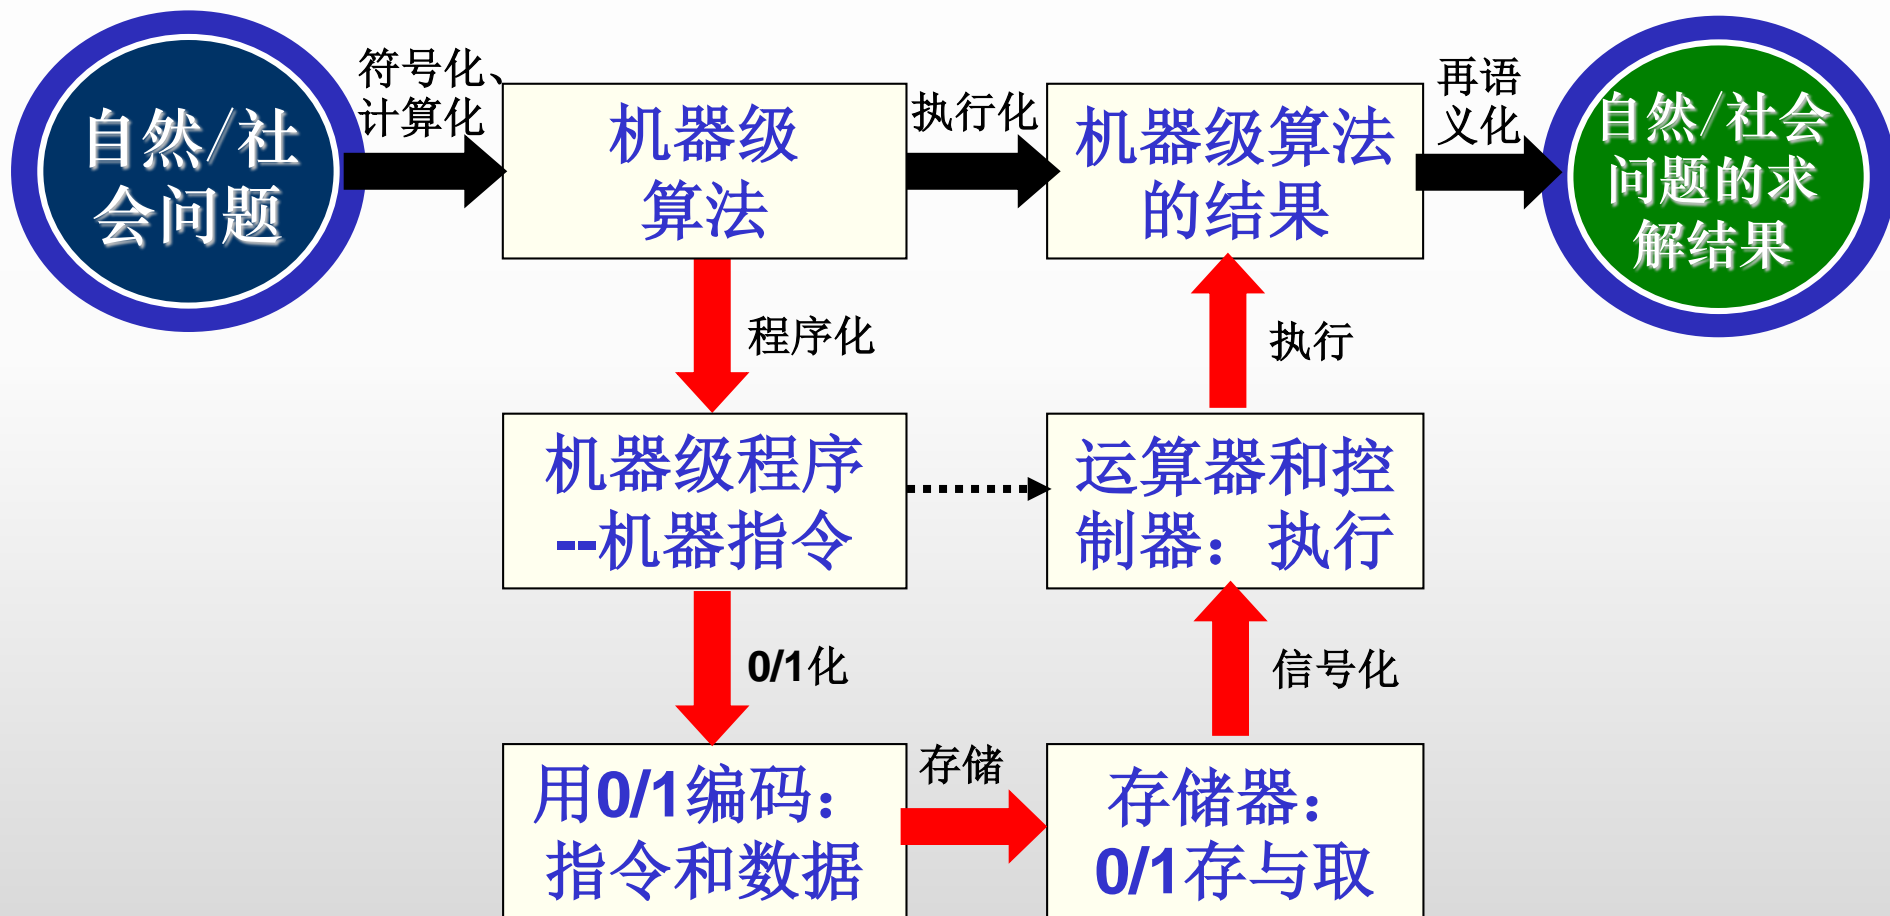 自然/社
会问题
符号化、
计算化
机器级
算法
执行化
机器级算法
的结果
再语
义化
自然/社会
问题的求
解结果
程序化
执行
机器级程序
--机器指令
运算器和控
制器：执行
0/1化
信号化
用0/1编码：
指令和数据
存储
存储器：
0/1存与取